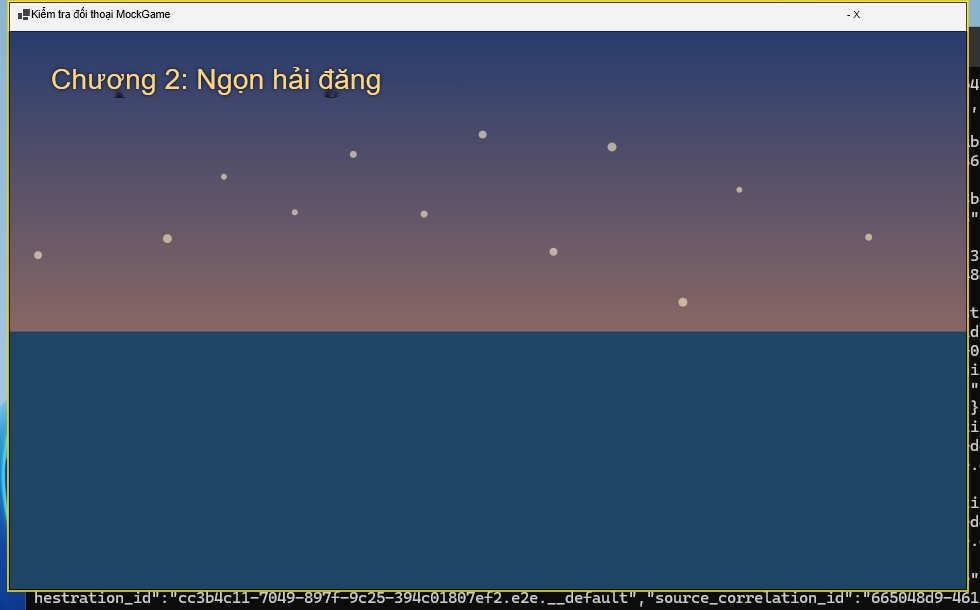 Kiểm tra đối thoại MockGame
- X
Chương 2: Ngọn hải đăng
hestration_id":"cc3b4c11-7049-897f-9c25-394c01807ef2.e2e.__default","source_correlation_id":"665048d9-461